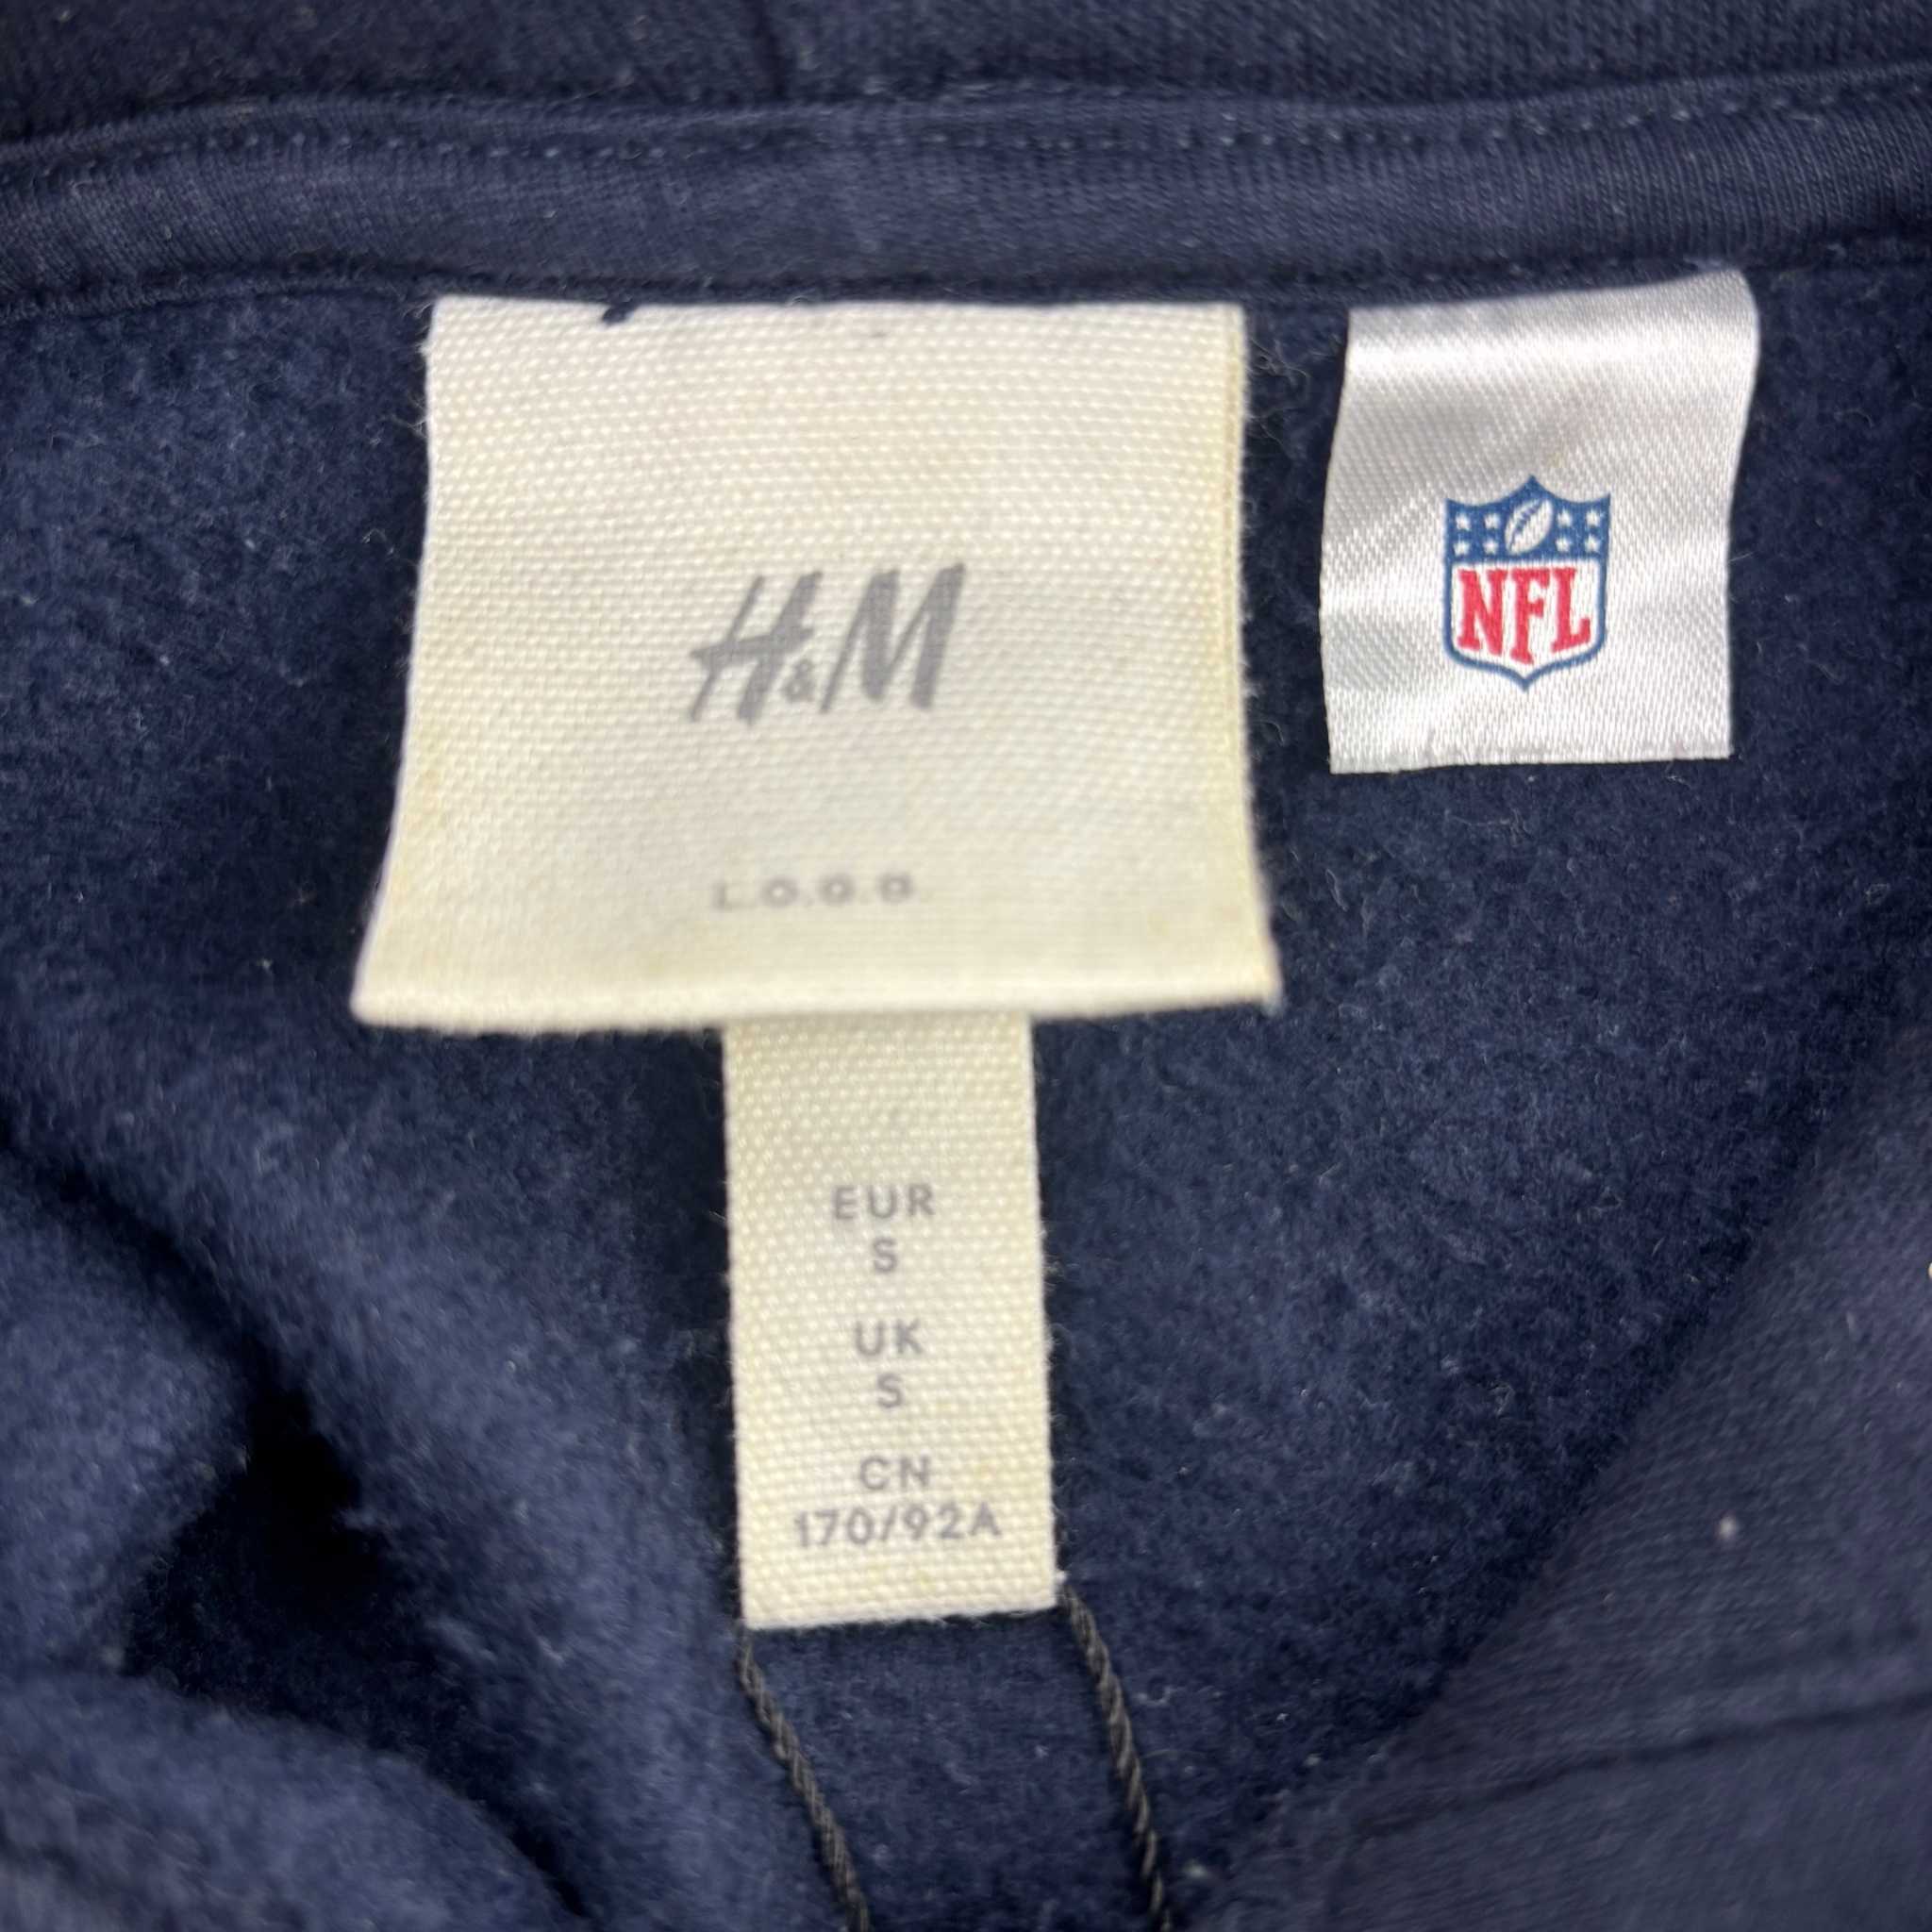 H&M
L.O.G.G.
NFL
EUR
S
UK
S
CN
170/92A